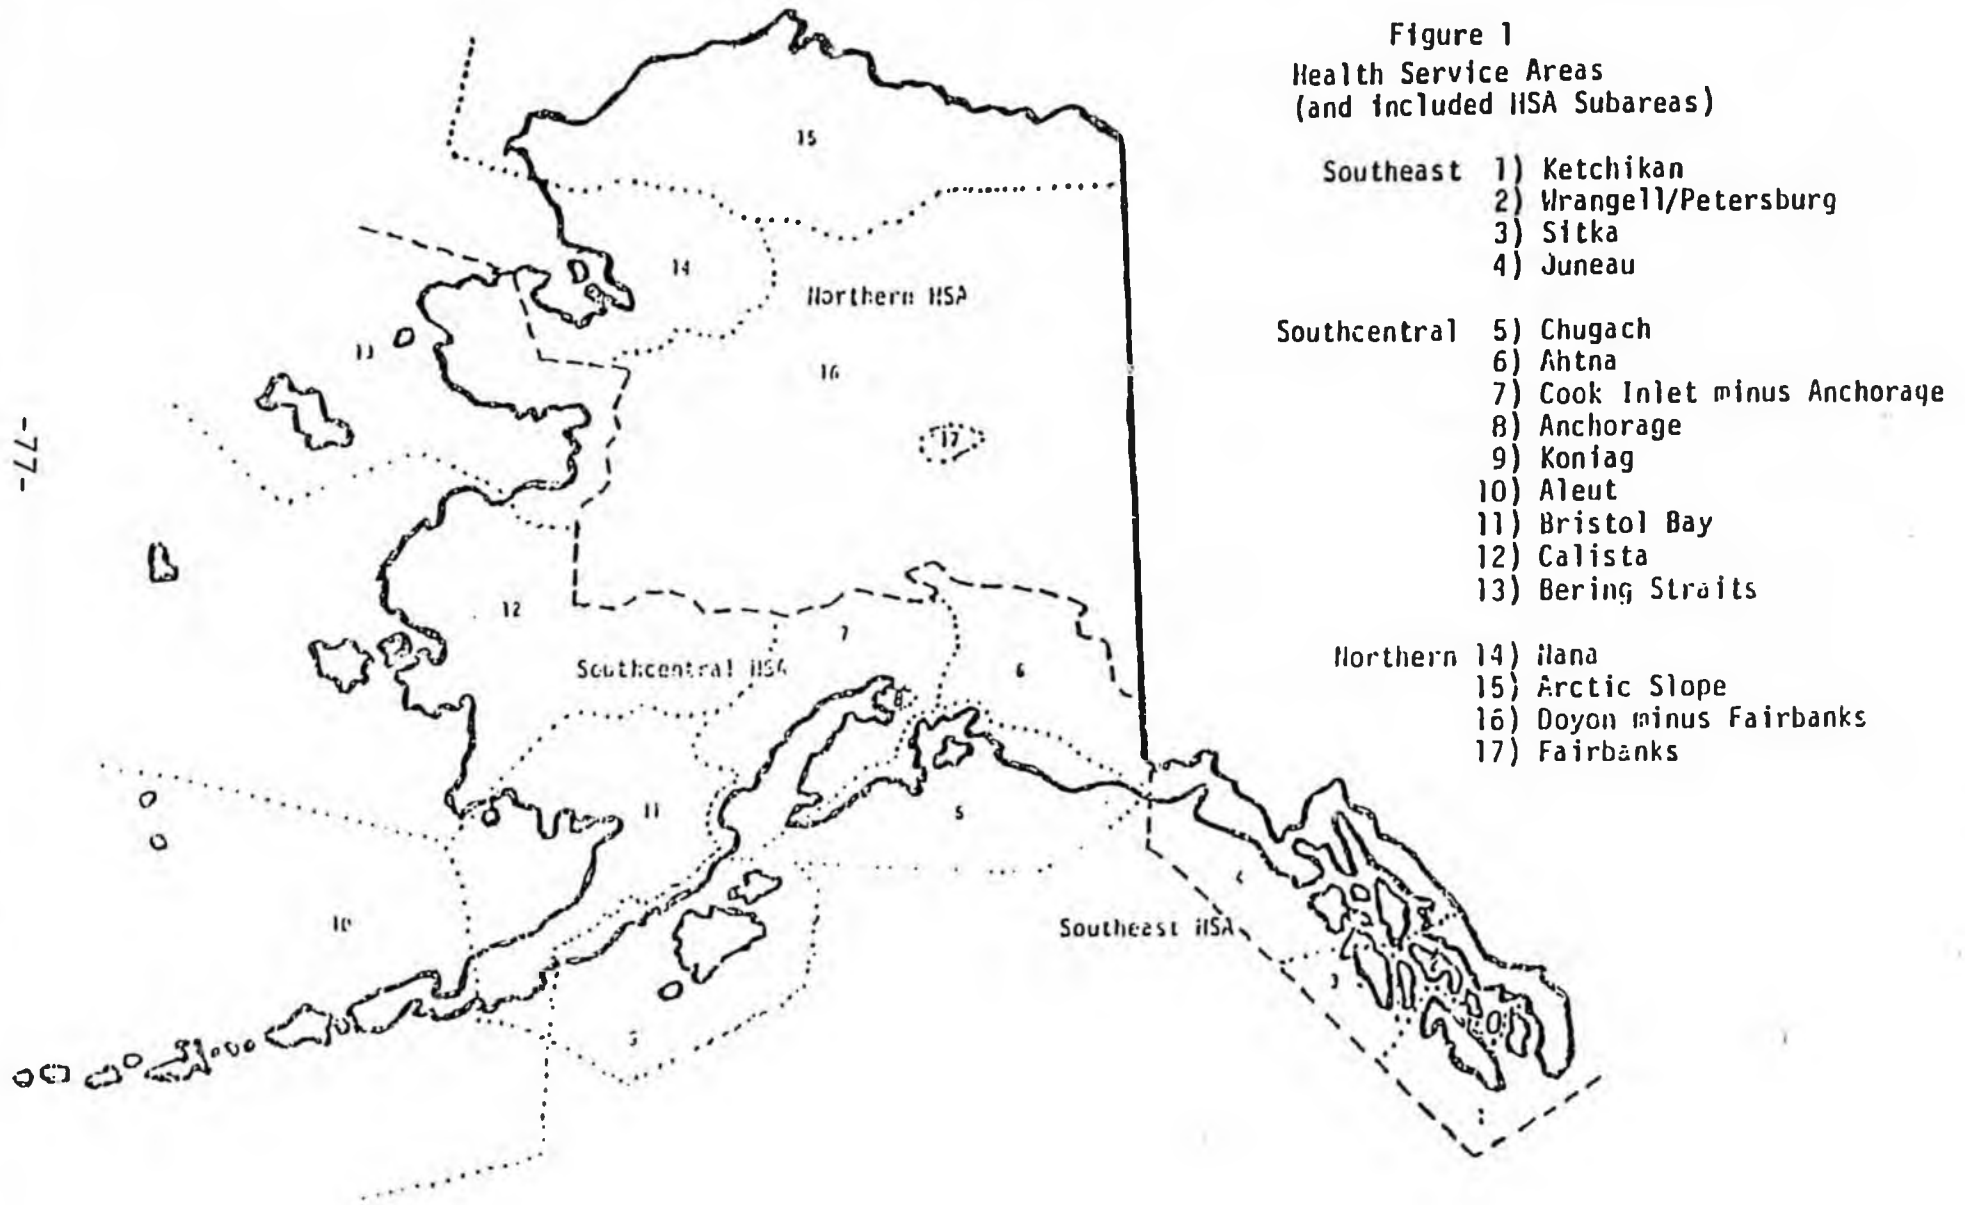 Figure 1
Health Service Areas
(and included HSA Subareas)
Southeast 1) Ketchikan
2) Wrangell/Petersburg
3) Sitka
4) Juneau
Southcentral 5) Chugach
6) Ahtna
7) Cook Inlet minus Anchorage
8) Anchorage
9) Koniag
10) Aleut
11) Bristol Bay
12) Calista
13) Bering Straits
Northern 14) Nana
15) Arctic Slope
16) Doyon minus Fairbanks
17) Fairbanks
15
14
Northern HSA
13
16
17
12
7
Southcentral HSA
6
8
11
5
4
10
Southeast HSA
3
-77-